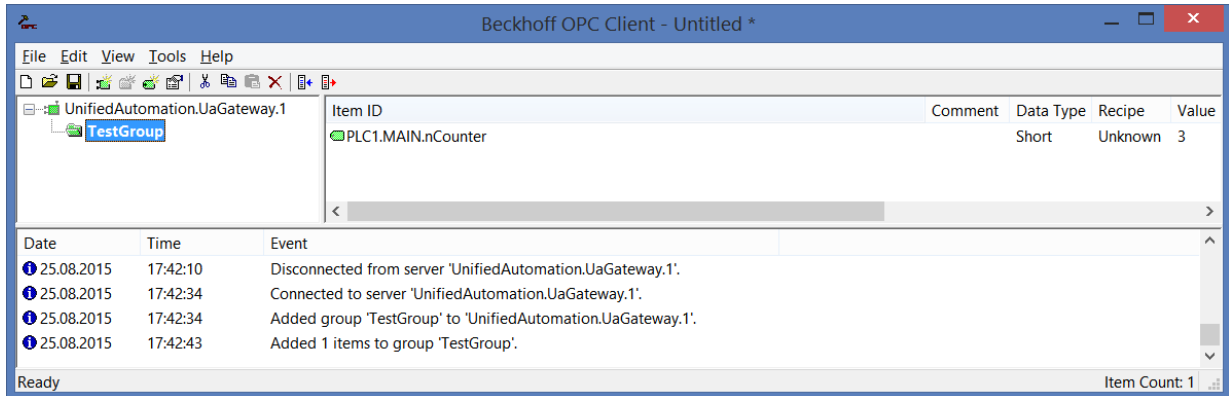 Beckhoff OPC Client - Untitled *
File Edit View Tools Help
UnifiedAutomation.UaGateway.1
TestGroup
Item ID Comment Data Type Recipe Value
PLC1.MAIN.nCounter Short Unknown 3
Date Time Event
25.08.2015 17:42:10 Disconnected from server 'UnifiedAutomation.UaGateway.1'.
25.08.2015 17:42:34 Connected to server 'UnifiedAutomation.UaGateway.1'.
25.08.2015 17:42:34 Added group 'TestGroup' to 'UnifiedAutomation.UaGateway.1'.
25.08.2015 17:42:43 Added 1 items to group 'TestGroup'.
Ready Item Count: 1